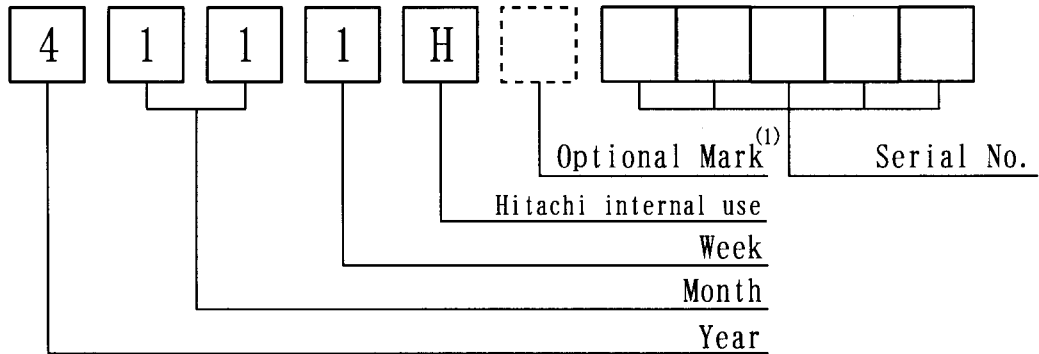 4 1 1 1 H
Optional Mark(1) Serial No.
Hitachi internal use
Week
Month
Year